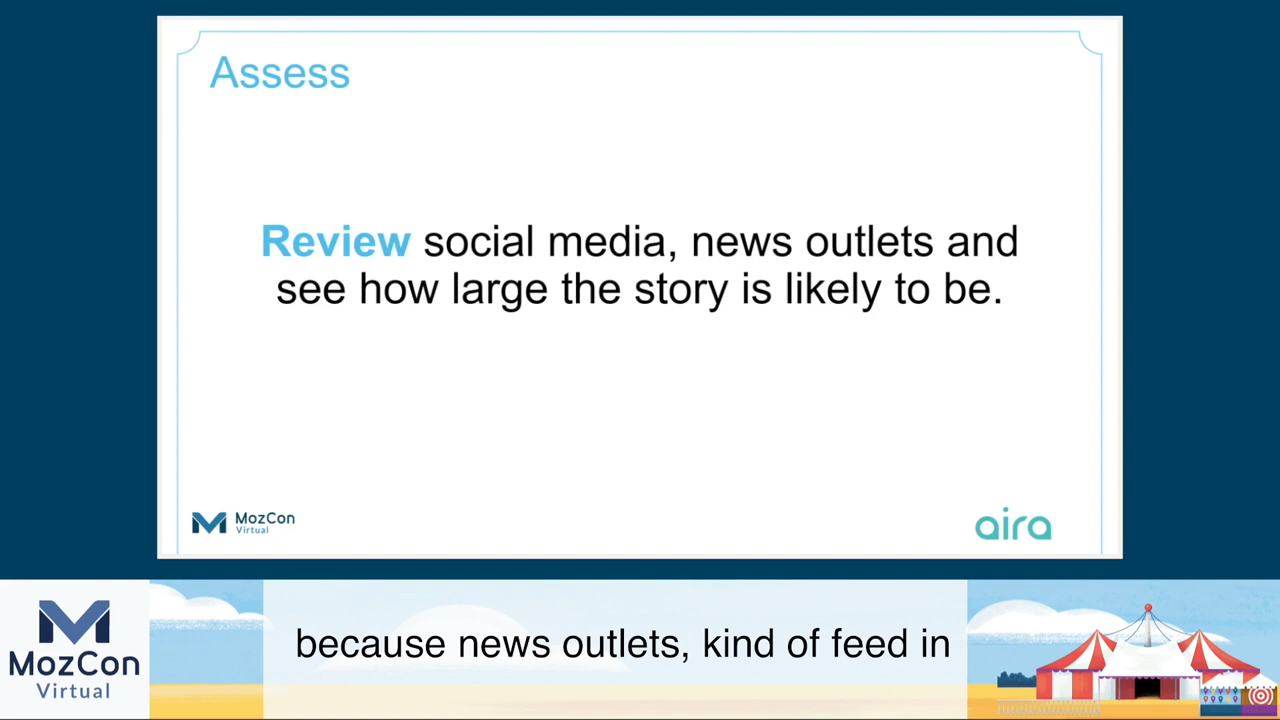 Assess
Review social media, news outlets and
see how large the story is likely to be.
MozCon
Virtual
aira
MozCon
Virtual
because news outlets, kind of feed in